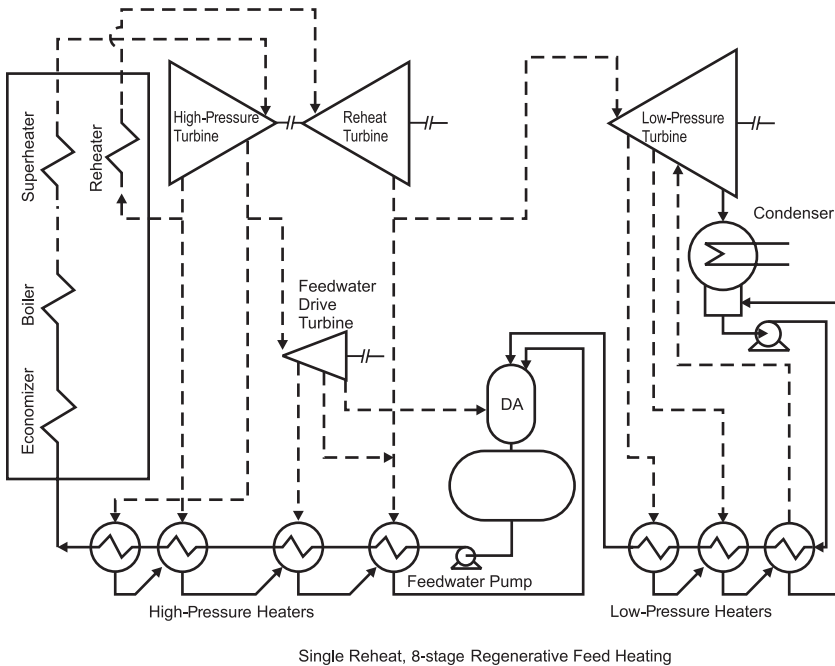 High-Pressure
Turbine
Reheat
Turbine
Low-Pressure
Turbine
Superheater
Reheater
Condenser
Boiler
Feedwater
Drive
Turbine
Economizer
DA
Feedwater Pump
High-Pressure Heaters
Low-Pressure Heaters
Single Reheat, 8-stage Regenerative Feed Heating